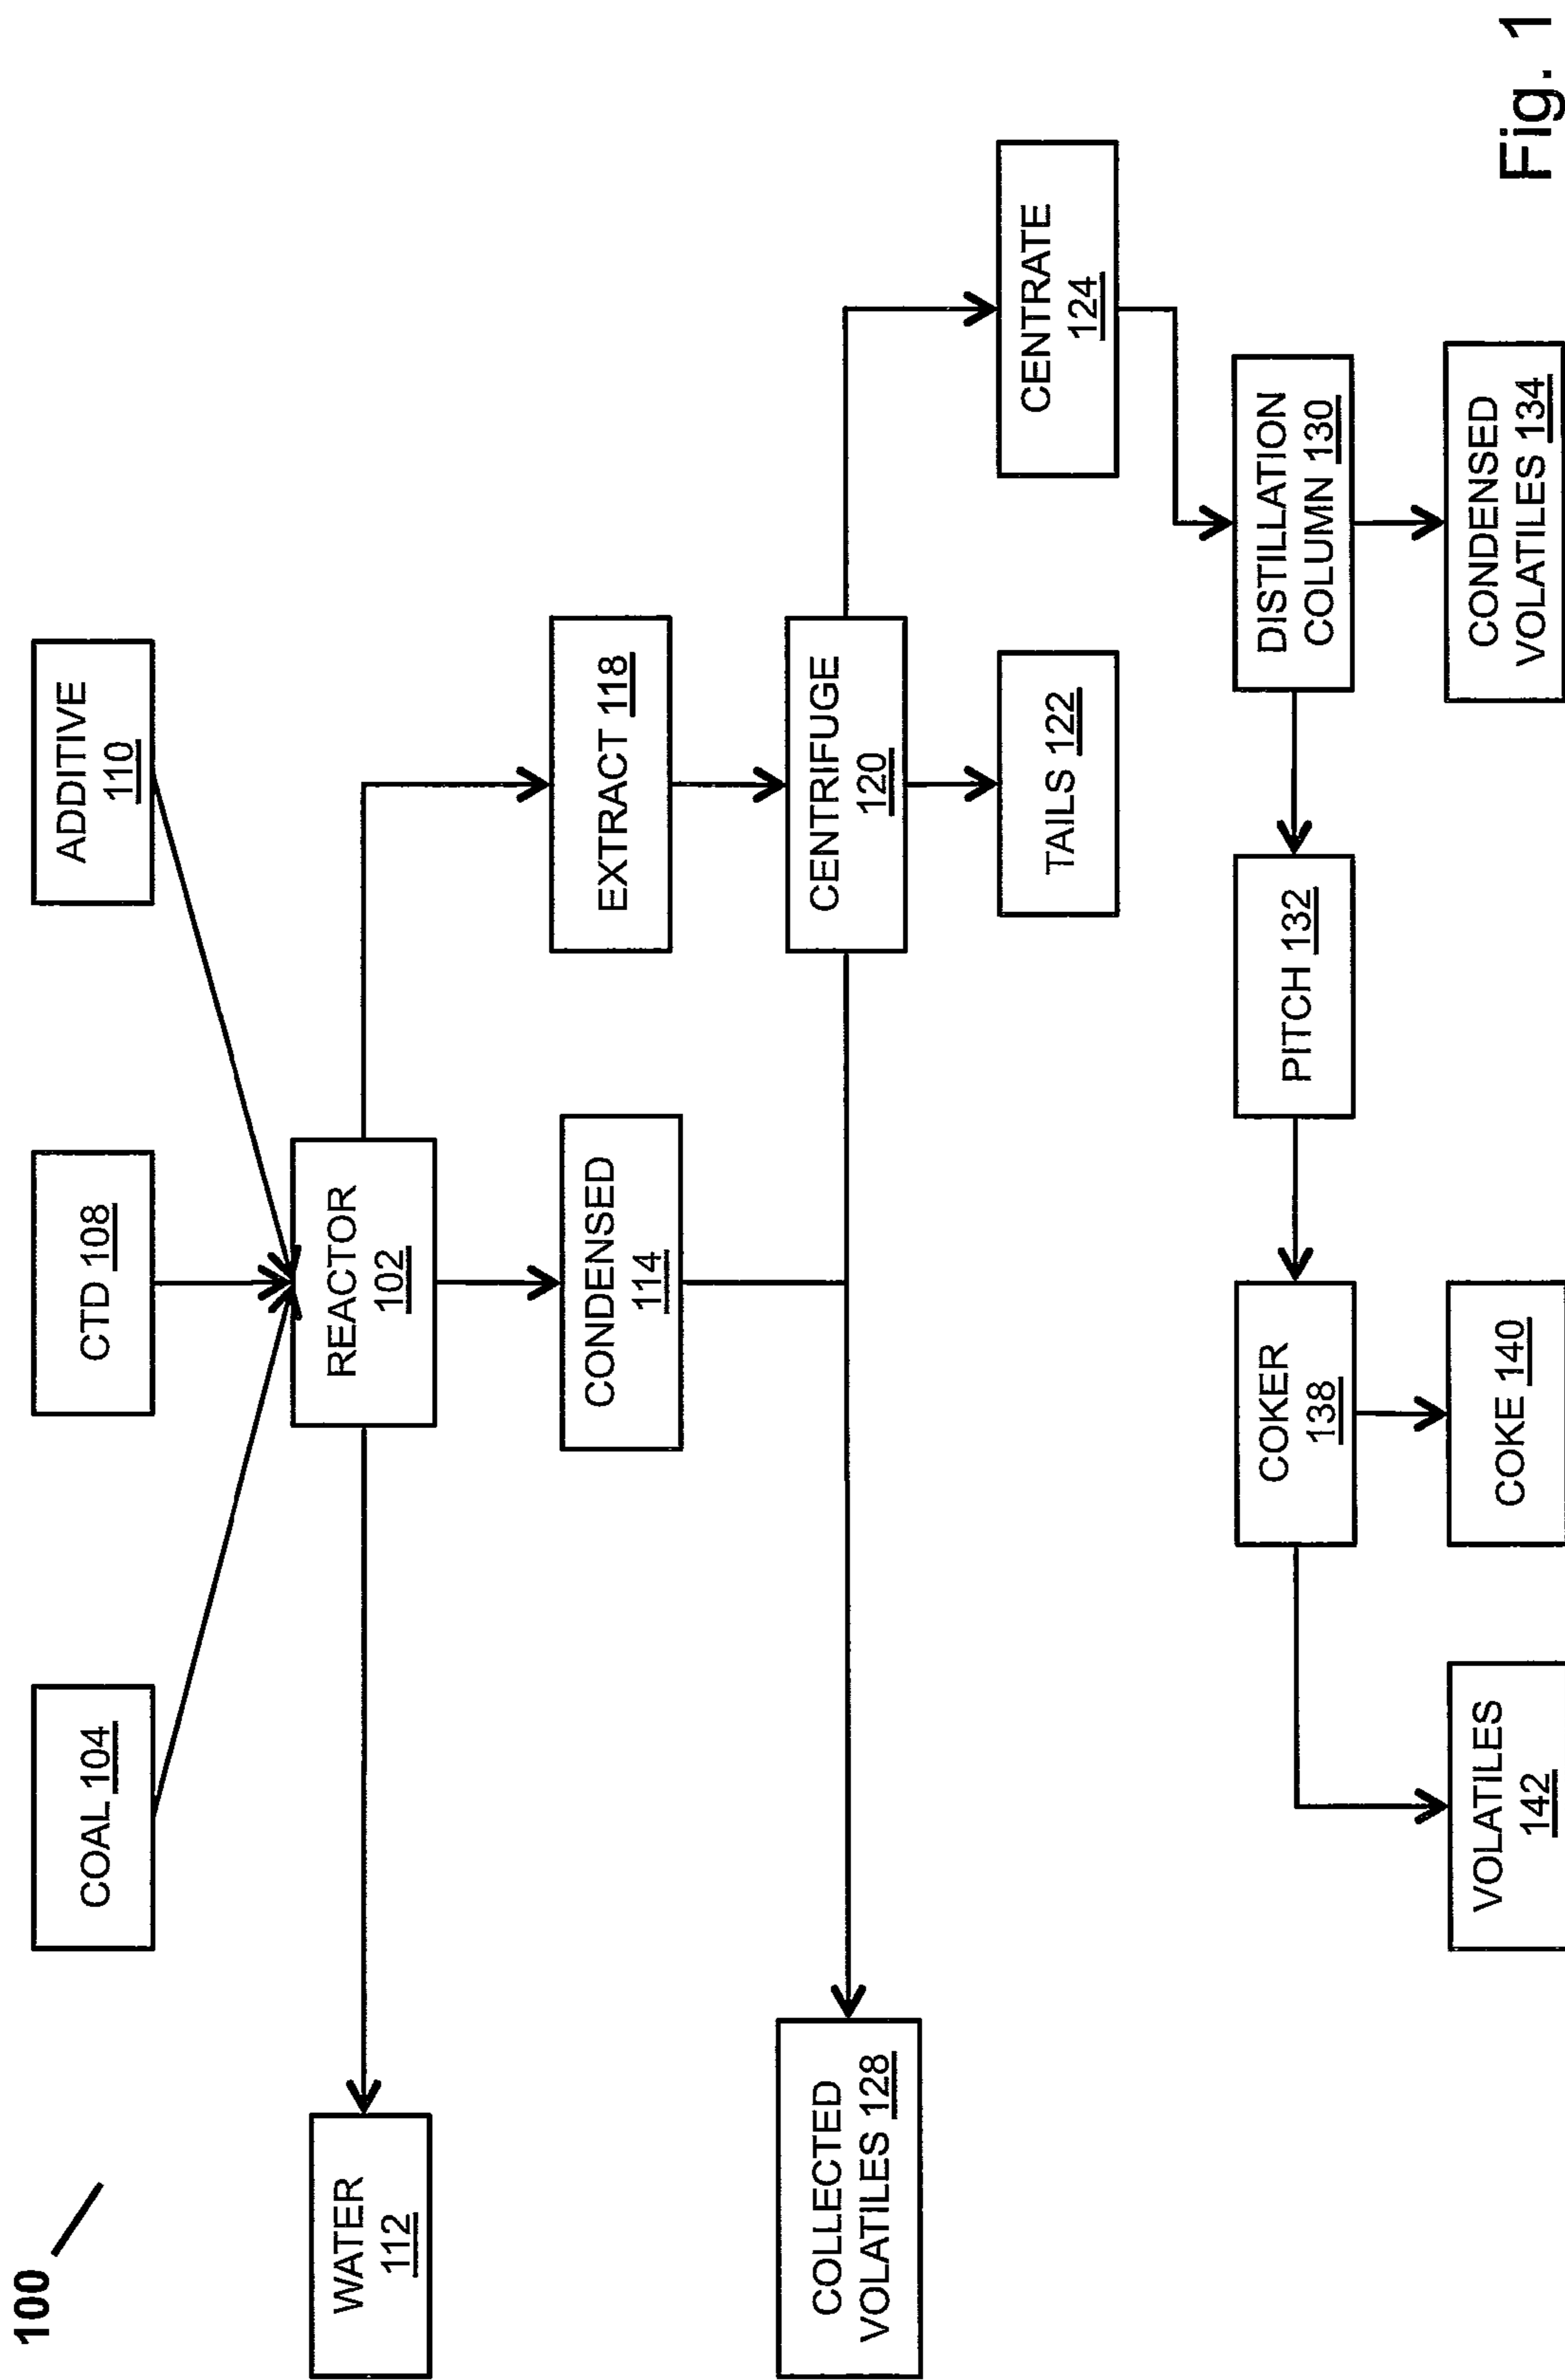 100
COAL 104
CTD 108
ADDITIVE
110
WATER
112
REACTOR
102
CONDENSED
114
EXTRACT 118
COLLECTED
VOLATILES 128
CENTRIFUGE
120
TAILS 122
CENTRATE
124
COKER
138
PITCH 132
DISTILLATION
COLUMN 130
VOLATILES
142
COKE 140
CONDENSED
VOLATILES 134
Fig. 1